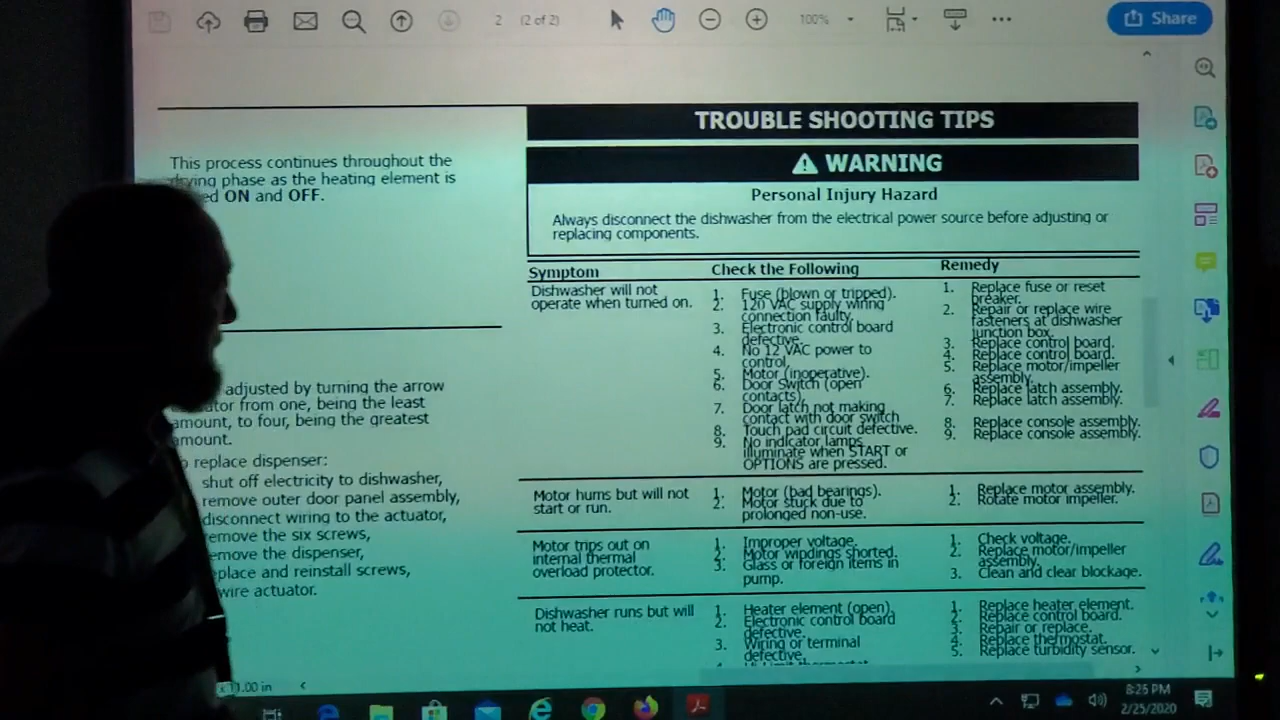 2 (2 of 2)
100%
Share
This process continues throughout the
drying phase as the heating element is
ON and OFF.
adjusted by turning the arrow
from one, being the least
amount, to four, being the greatest
amount.
replace dispenser:
shut off electricity to dishwasher,
remove outer door panel assembly,
disconnect wiring to the actuator,
remove the six screws,
remove the dispenser,
replace and reinstall screws,
wire actuator.
TROUBLE SHOOTING TIPS
WARNING
Personal Injury Hazard
Always disconnect the dishwasher from the electrical power source before adjusting or
replacing components.
Symptom Check the Following Remedy
Dishwasher will not
operate when turned on.
1. Fuse (blown or tripped).
2. 120 VAC supply wiring
connection faulty.
3. Electronic control board
defective.
4. No 12 VAC power to
control.
5. Motor (inoperative).
6. Door Switch (open
contacts).
7. Door latch not making
contact with door switch
8. Touch pad circuit defective.
9. No indicator lamps
illuminate when START or
OPTIONS are pressed.
1. Replace fuse or reset
breaker.
2. Repair or replace wire
fasteners at dishwasher
junction box.
3. Replace control board.
4. Replace control board.
5. Replace motor/impeller
assembly.
6. Replace latch assembly.
7. Replace latch assembly.
8. Replace console assembly.
9. Replace console assembly.
Motor hums but will not
start or run.
1. Motor (bad bearings).
2. Motor stuck due to
prolonged non-use.
1. Replace motor assembly.
2. Rotate motor impeller.
Motor trips out on
internal thermal
overload protector.
1. Improper voltage.
2. Motor windings shorted.
3. Glass or foreign items in
pump.
1. Check voltage.
2. Replace motor/impeller
assembly.
3. Clean and clear blockage.
Dishwasher runs but will
not heat.
1. Heater element (open).
2. Electronic control board
defective.
3. Wiring or terminal
defective.
1. Replace heater element.
2. Replace control board.
3. Repair or replace.
4. Replace thermostat.
5. Replace turbidity sensor.
x 11.00 in
8:25 PM
2/25/2020